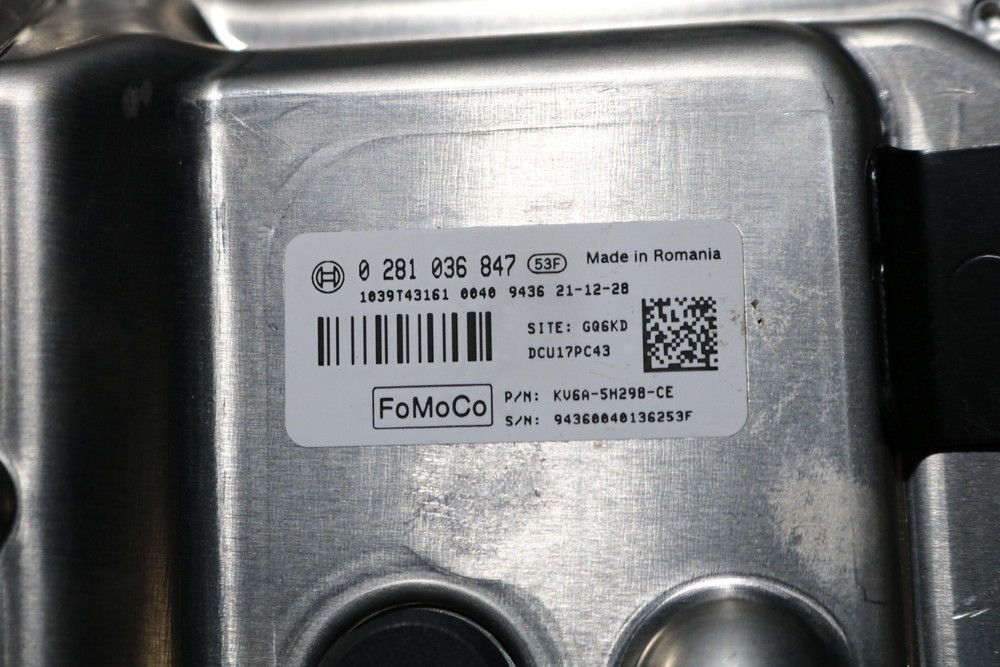 0 281 036 847 53F Made in Romania
1039T43161 0040 9436 21-12-28
SITE: GQ6KD
DCU17PC43
FoMoCo
P/N: KV6A-5H298-CE
S/N: 94360040136253F